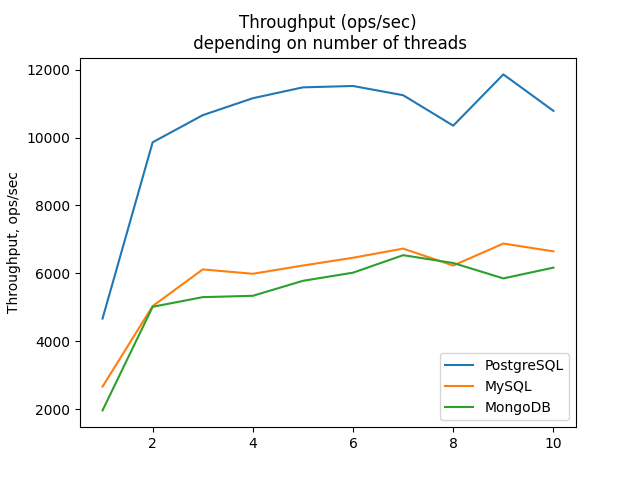 Throughput (ops/sec)
depending on number of threads
Throughput, ops/sec
12000
10000
8000
6000
4000
2000
2
4
6
8
10
PostgreSQL
MySQL
MongoDB